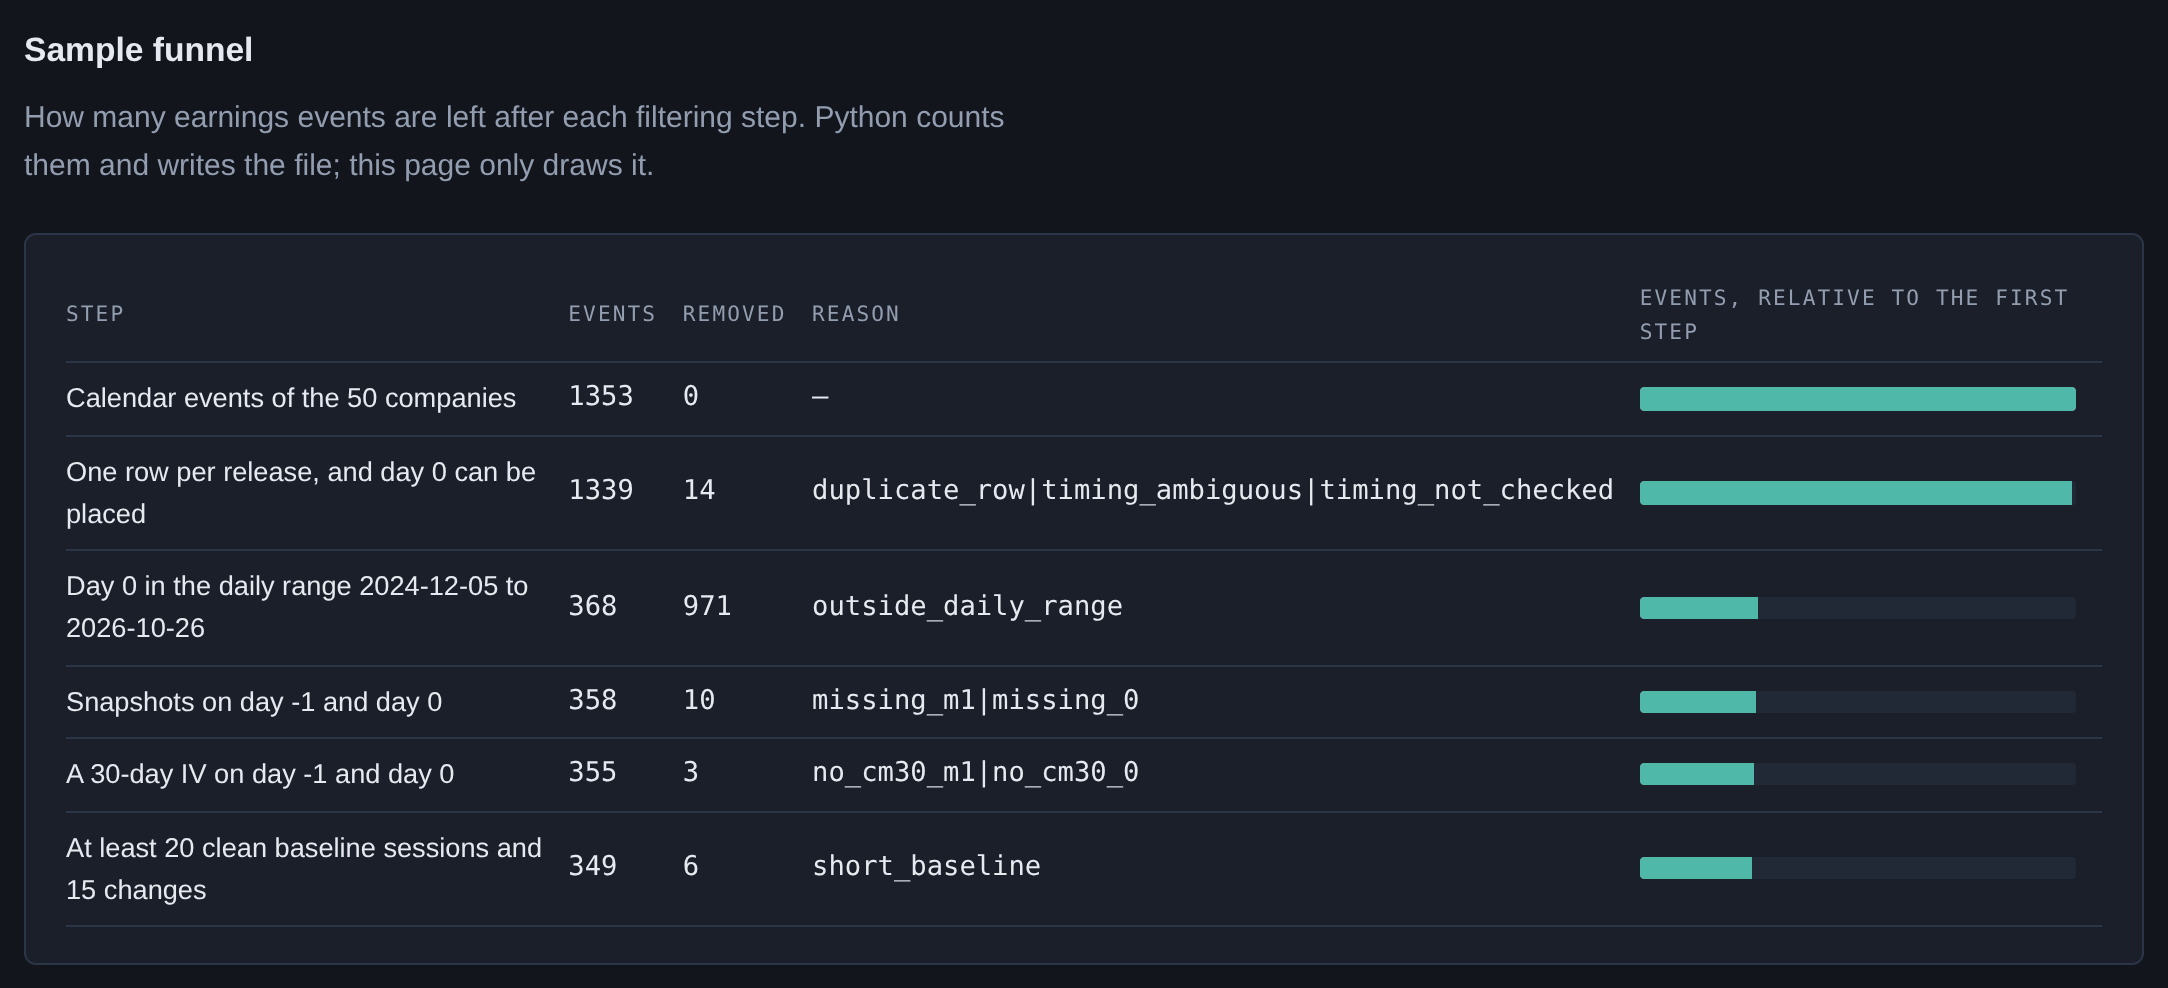 Sample funnel
How many earnings events are left after each filtering step. Python counts
them and writes the file; this page only draws it.
STEP EVENTS REMOVED REASON EVENTS, RELATIVE TO THE FIRST
STEP
Calendar events of the 50 companies 1353 0 —
One row per release, and day 0 can be
placed 1339 14 duplicate_row|timing_ambiguous|timing_not_checked
Day 0 in the daily range 2024-12-05 to
2026-10-26 368 971 outside_daily_range
Snapshots on day -1 and day 0 358 10 missing_m1|missing_0
A 30-day IV on day -1 and day 0 355 3 no_cm30_m1|no_cm30_0
At least 20 clean baseline sessions and
15 changes 349 6 short_baseline